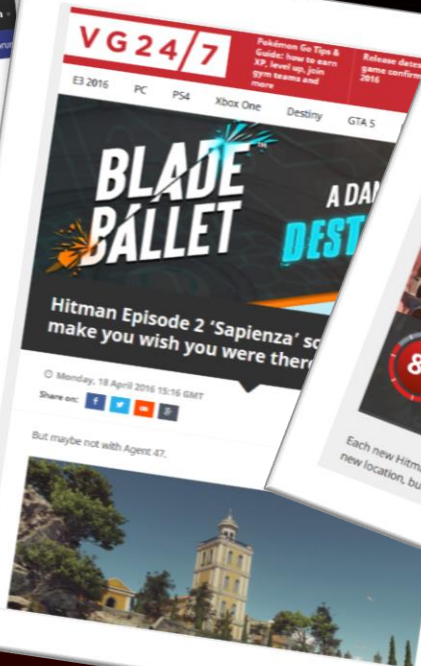 VG24/7
Pokémon Go Tips &
Guide: how to earn
XP, level up, join
gym teams and
more
Release dates
game confirm
2016
E3 2016 PC PS4 Xbox One Destiny GTA 5
BLADE
BALLET
™
A DA
DEST
Hitman Episode 2 ‘Sapienza’ sc
make you wish you were there
Monday, 18 April 2016 15:16 GMT
Share on:
But maybe not with Agent 47.
8
Each new Hitma
new location, bu